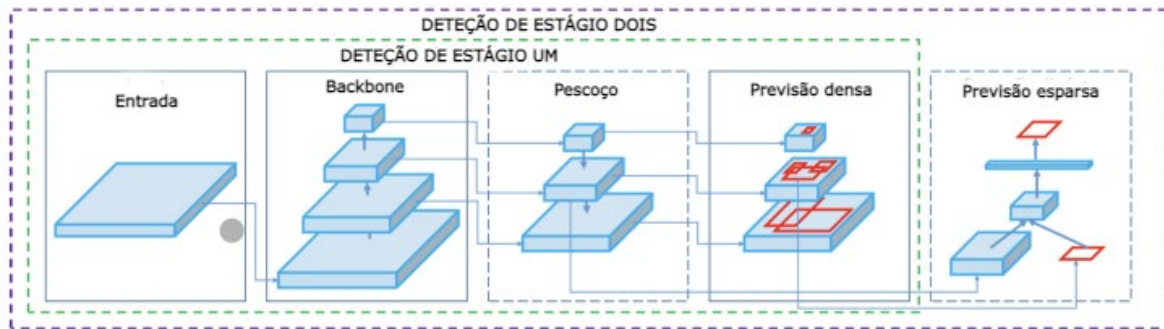 DETEÇÃO DE ESTÁGIO DOIS
DETEÇÃO DE ESTÁGIO UM
Entrada
Backbone
Pescoço
Previsão densa
Previsão esparsa